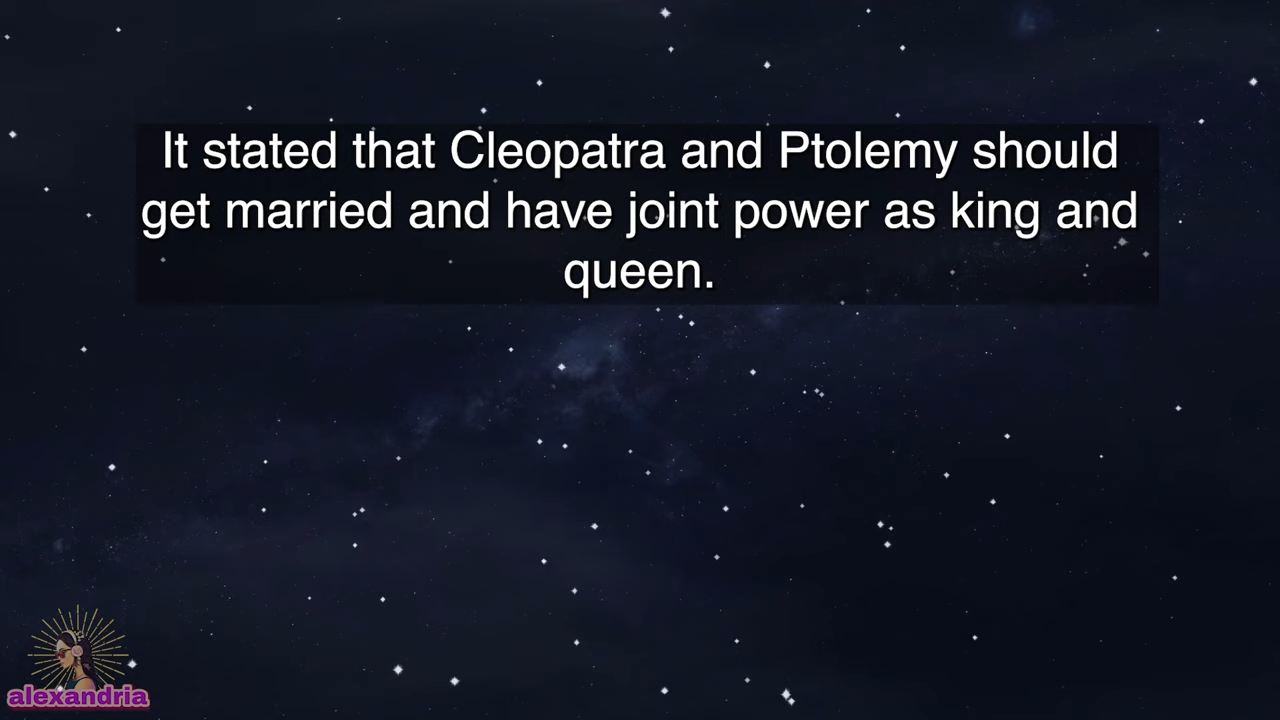 It stated that Cleopatra and Ptolemy should
get married and have joint power as king and
queen.
alexandria